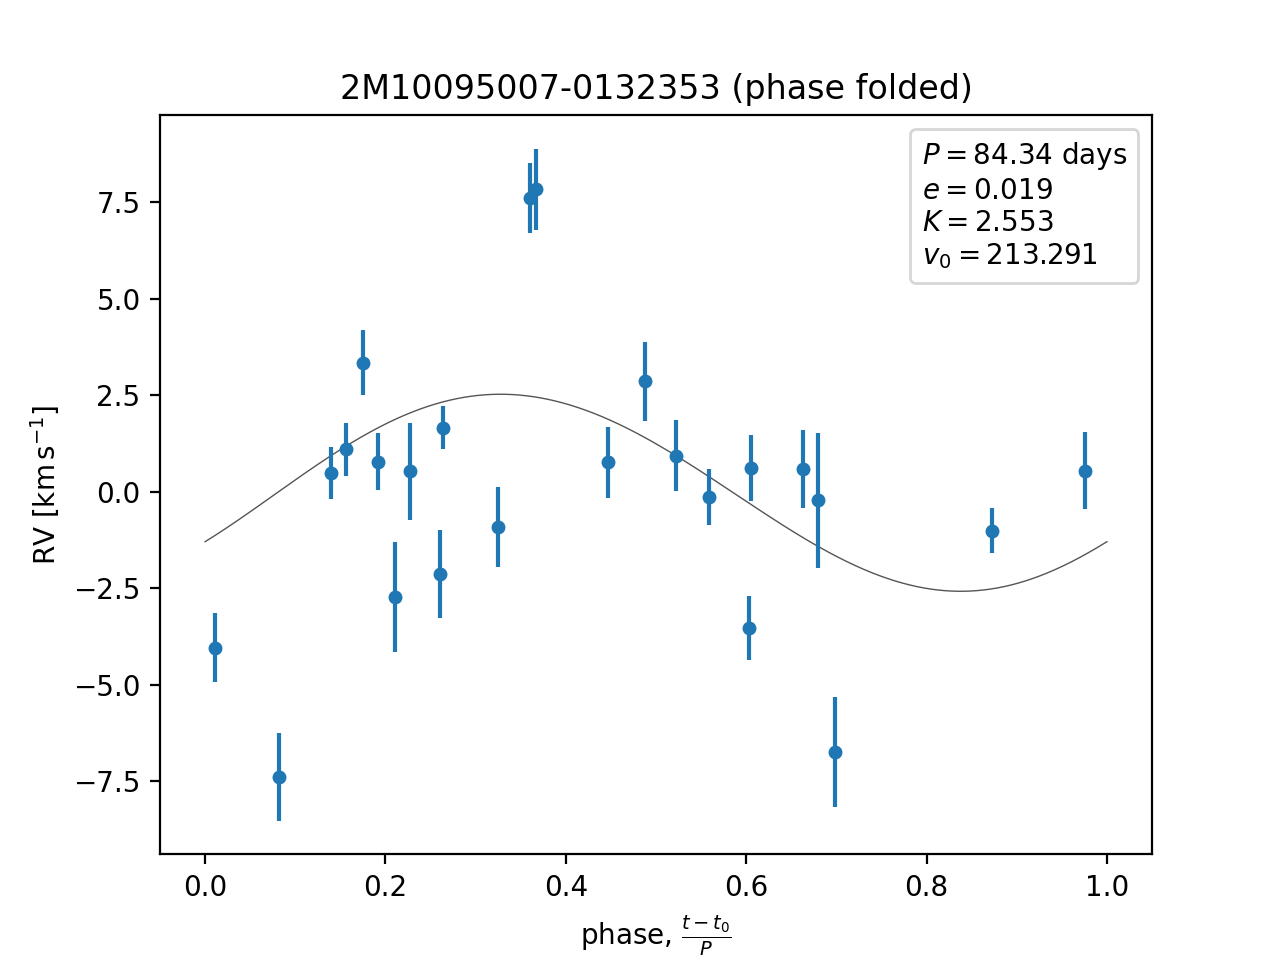 2M10095007-0132353 (phase folded)
P = 84.34 days
e = 0.019
K = 2.553
v₀ = 213.291
7.5
5.0
2.5
0.0
−2.5
−5.0
−7.5
RV [km s⁻¹]
0.0 0.2 0.4 0.6 0.8 1.0
phase, (t − t₀)/P